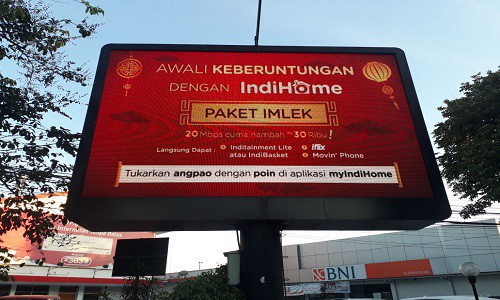 AWALI KEBERUNTUNGAN
DENGAN IndiHome
PAKET IMLEK
20 Mbps cuma nambah Rp 30 Ribu!
Langsung Dapat :
Inditainment Lite
atau IndiBasket
iflix
Movin' Phone
Tukarkan angpao dengan poin di aplikasi myIndiHome
BNI